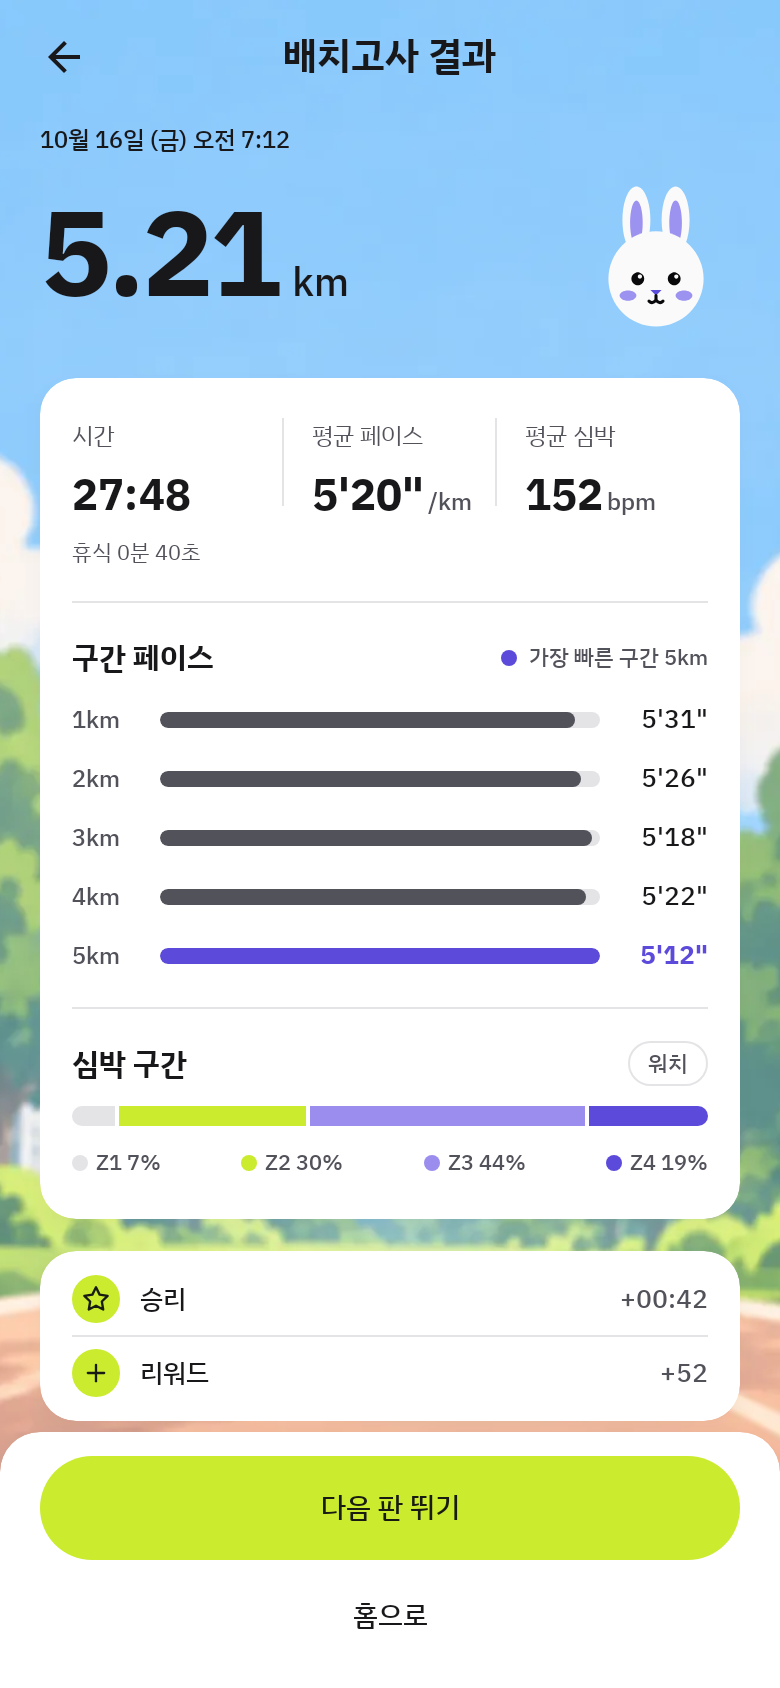 배치고사 결과
10월 16일 (금) 오전 7:12
5.21 km
시간
27:48
휴식 0분 40초
평균 페이스
5'20" /km
평균 심박
152 bpm
구간 페이스
가장 빠른 구간 5km
1km 5'31"
2km 5'26"
3km 5'18"
4km 5'22"
5km 5'12"
심박 구간
워치
Z1 7% Z2 30% Z3 44% Z4 19%
승리 +00:42
리워드 +52
다음 판 뛰기
홈으로